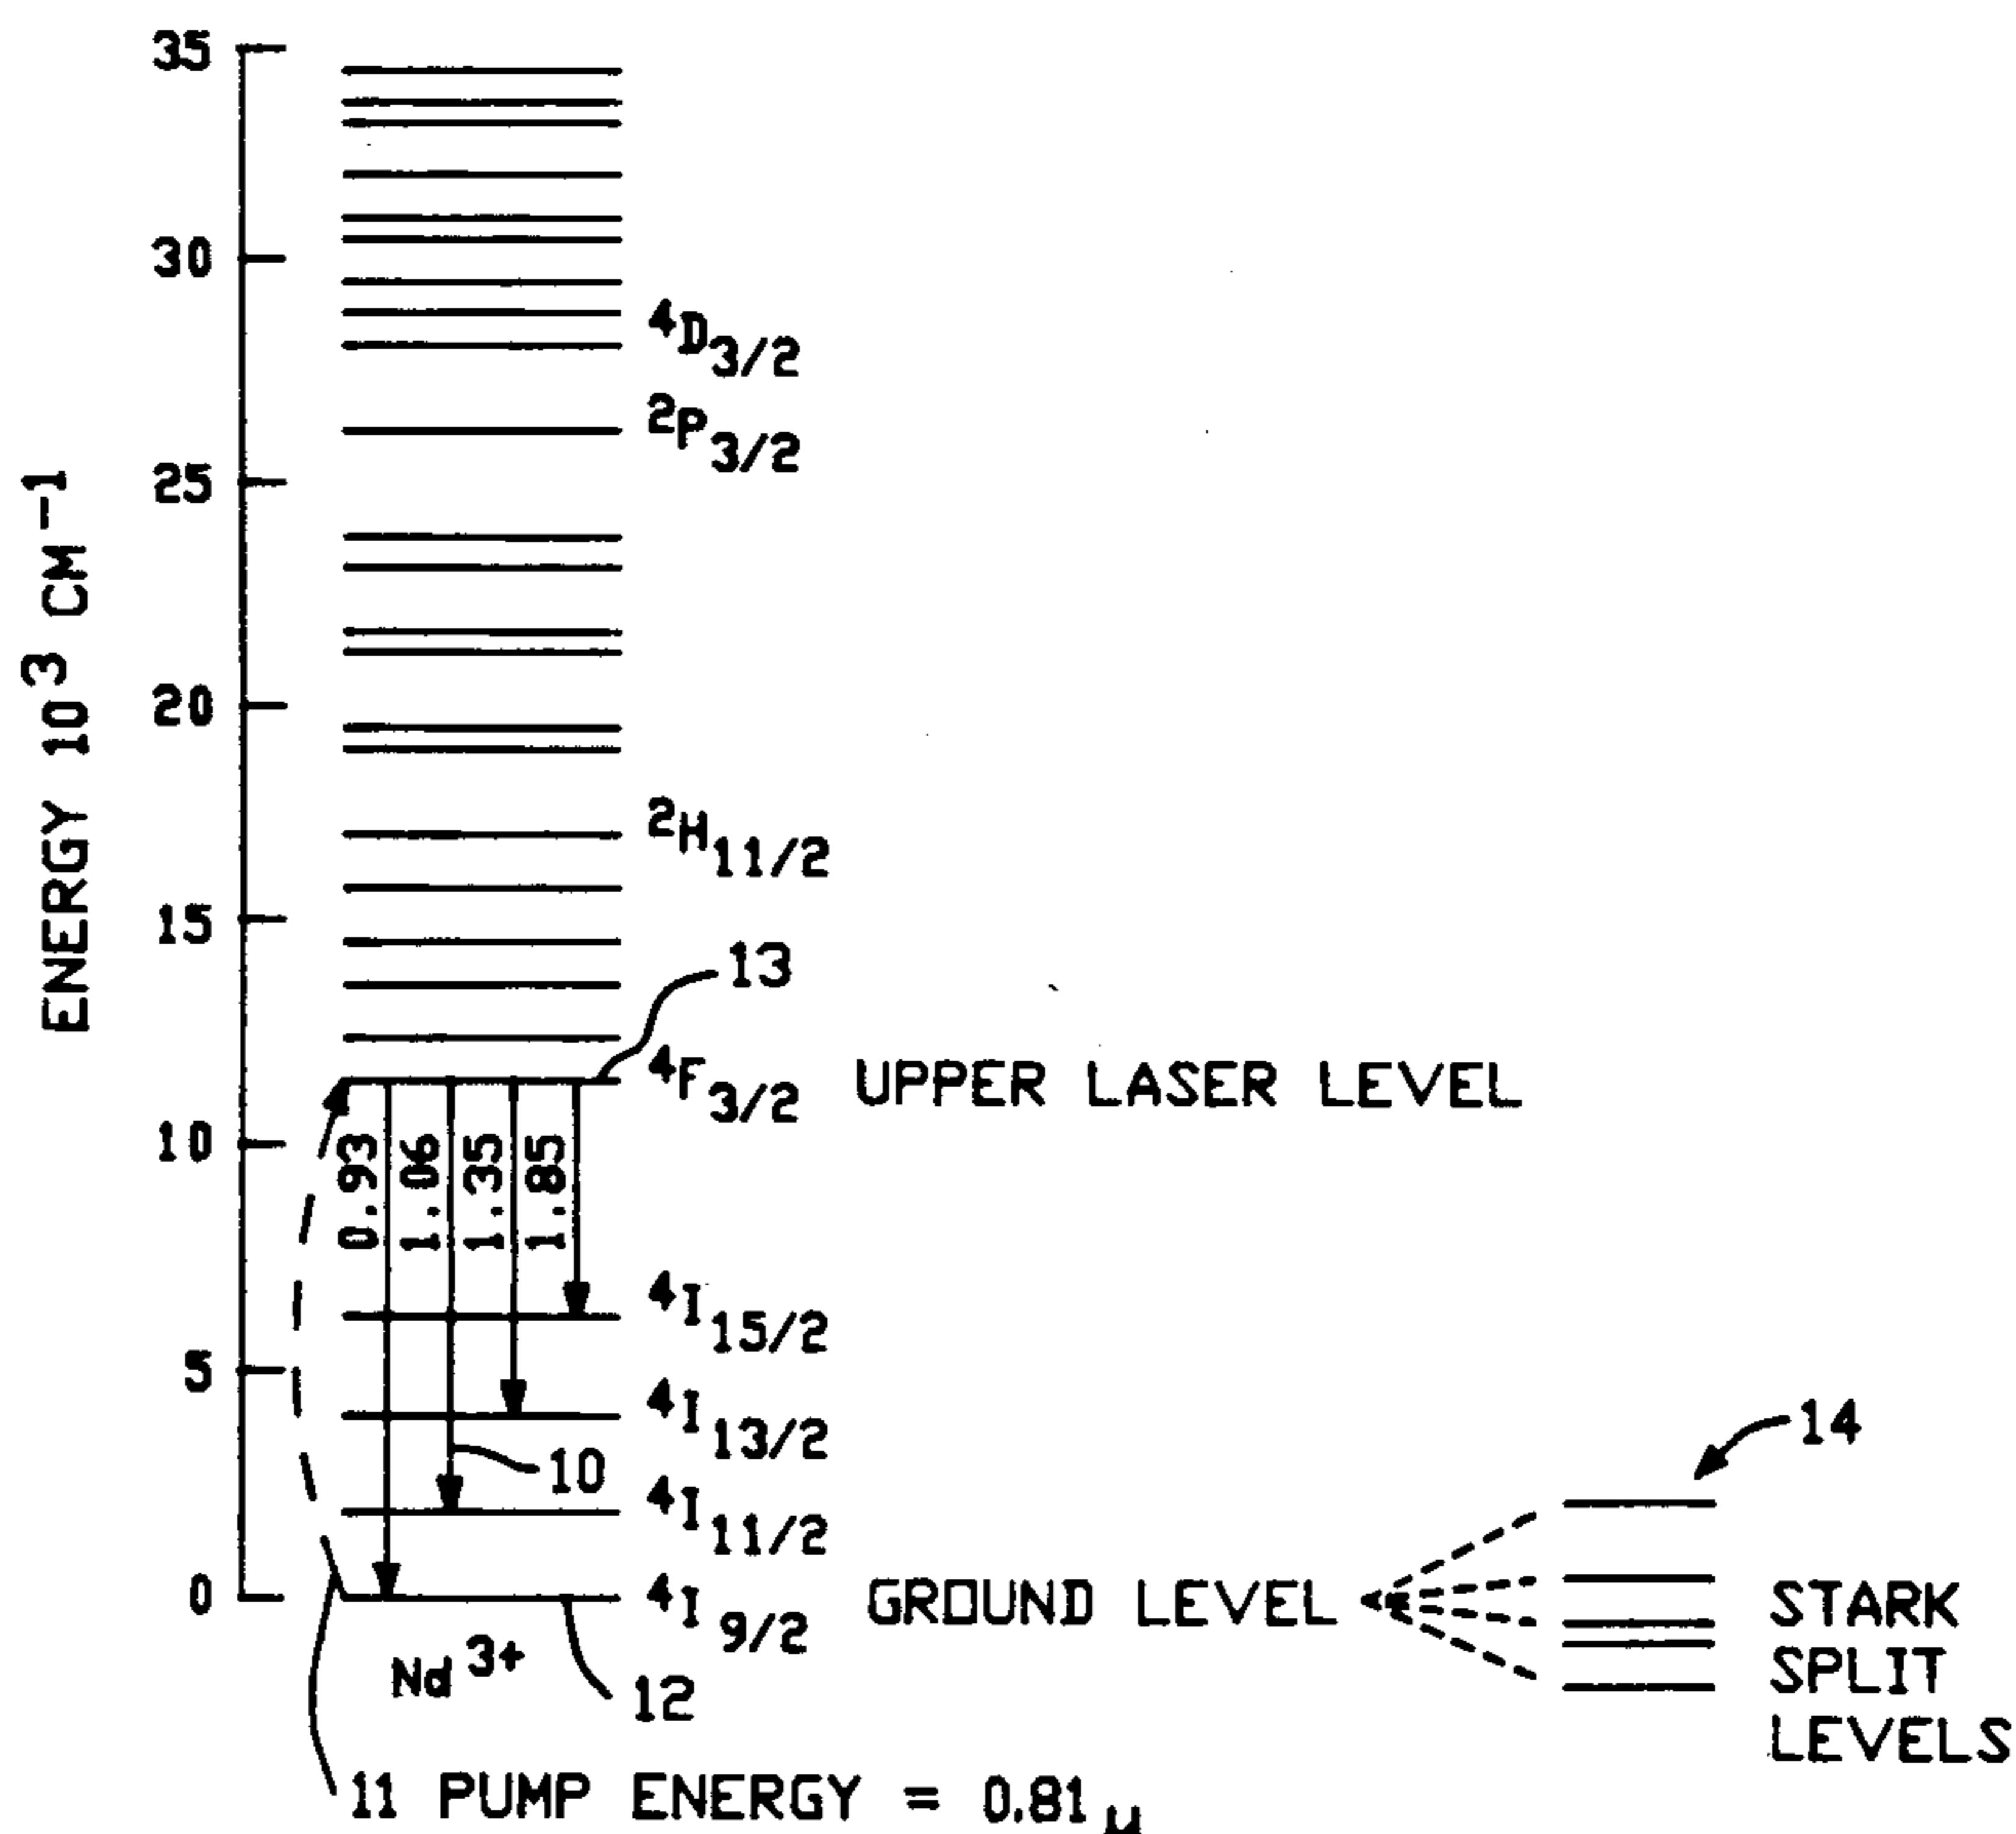 ENERGY 10³ CM⁻¹
35
30
25
20
15
10
5
0
⁴D₃/₂
²P₃/₂
²H₁₁/₂
13
⁴F₃/₂ UPPER LASER LEVEL
0.93
1.06
1.35
1.85
⁴I₁₅/₂
⁴I₁₃/₂
10
⁴I₁₁/₂
⁴I₉/₂ GROUND LEVEL
14
STARK
SPLIT
LEVELS
Nd³⁺
12
11 PUMP ENERGY = 0.81 μ